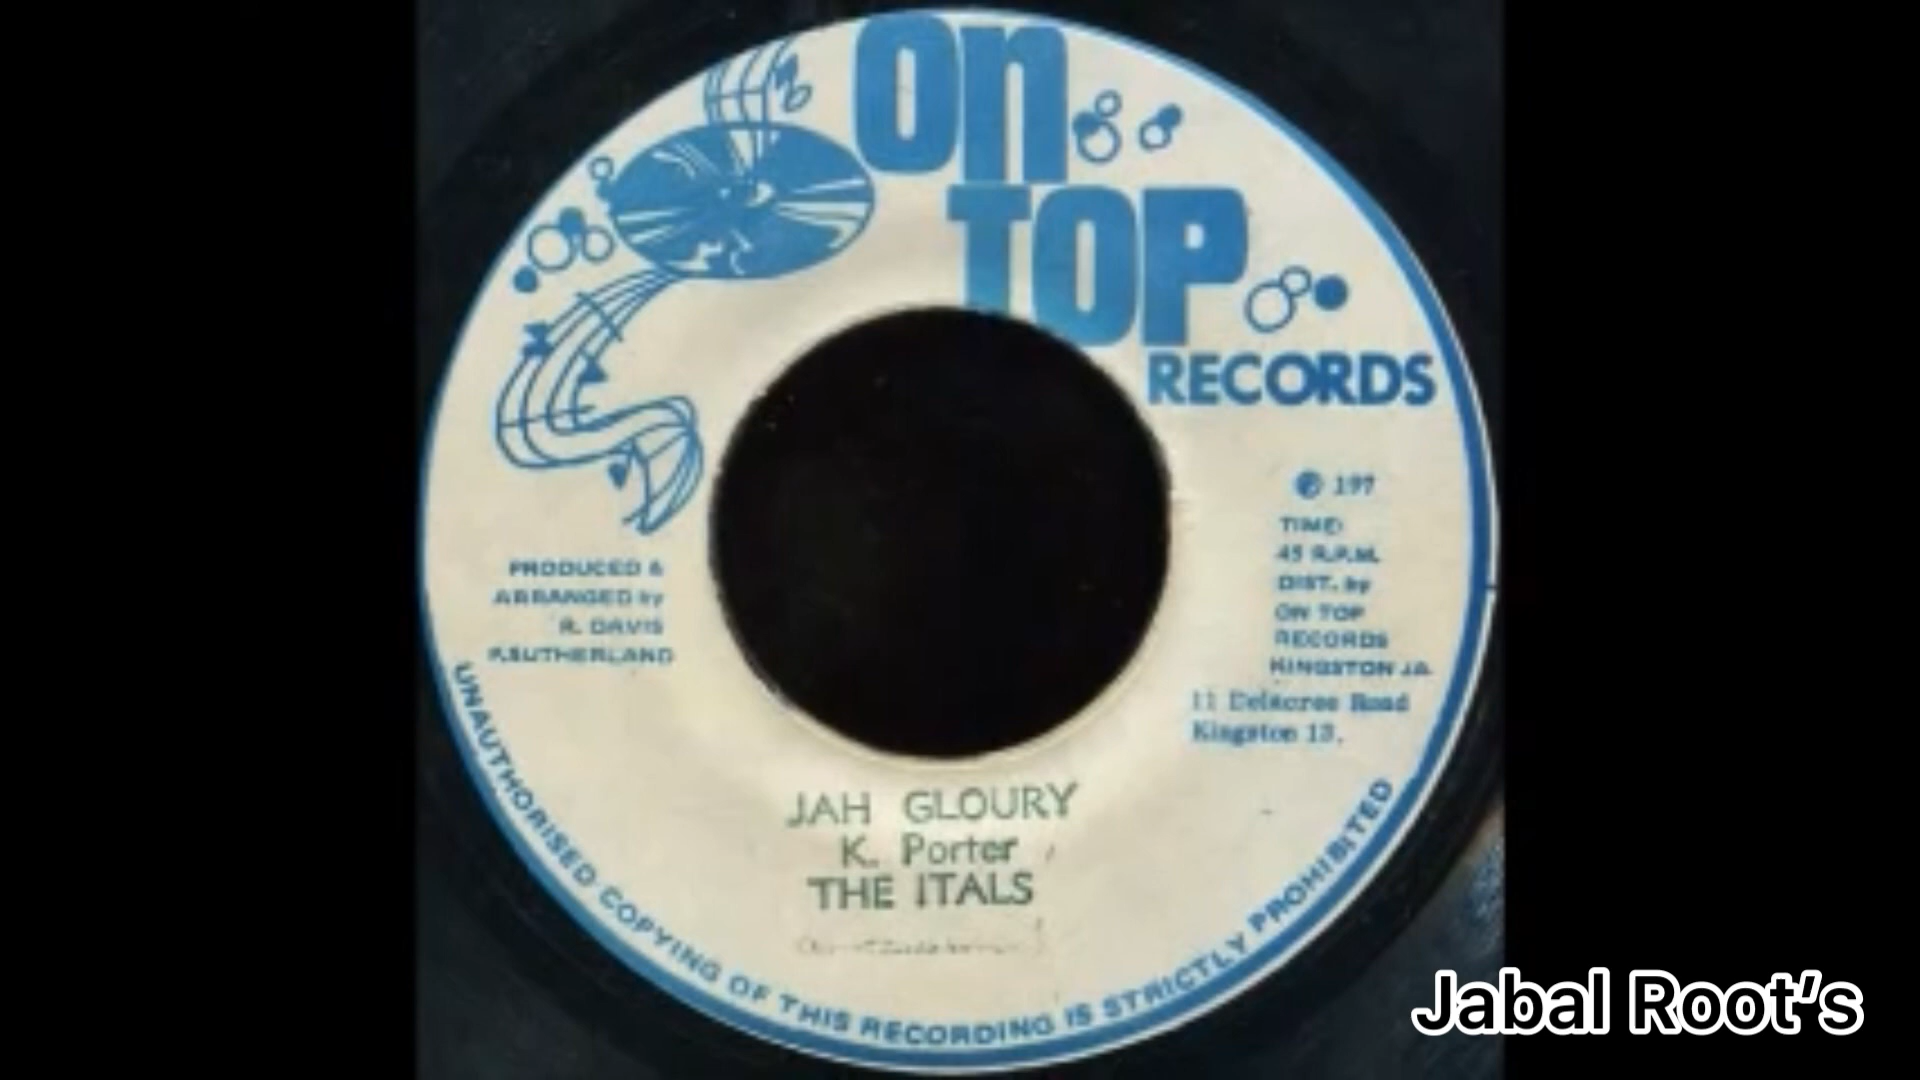 On
TOP
RECORDS
℗ 197
TIME:
45 R.P.M.
DIST. by
ON TOP
RECORDS
KINGSTON JA.
11 Delacree Road
Kingston 13.
PRODUCED &
ARRANGED by
R. DAVIS
P.SUTHERLAND
JAH GLOURY
K. Porter
THE ITALS
UNAUTHORISED COPYING OF THIS RECORDING IS STRICTLY PROHIBITED
Jabal Root's